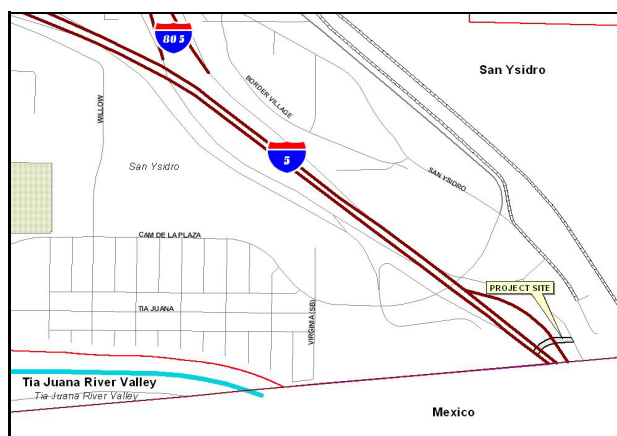 805
San Ysidro
BORDER VILLAGE
WILLOW
5
San Ysidro
SAN YSIDRO
CAM DE LA PLAZA
PROJECT SITE
TIA JUANA
VIRGINIA (SB)
Tia Juana River Valley
Tia Juana River Valley
Mexico